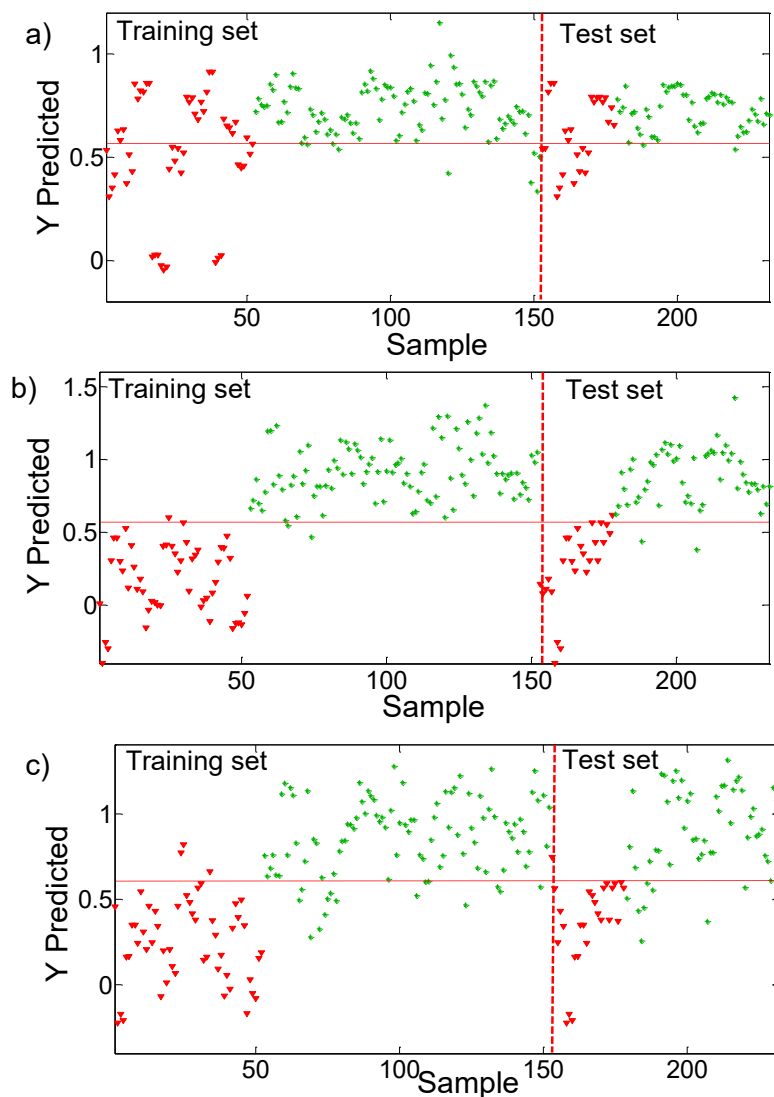 a)
Training set
Test set
1
0.5
0
Y Predicted
50
100
150
200
Sample
b)
Training set
Test set
1.5
1
0.5
0
Y Predicted
50
100
150
200
Sample
c)
Training set
Test set
1
0.5
0
Y Predicted
50
100
150
200
Sample